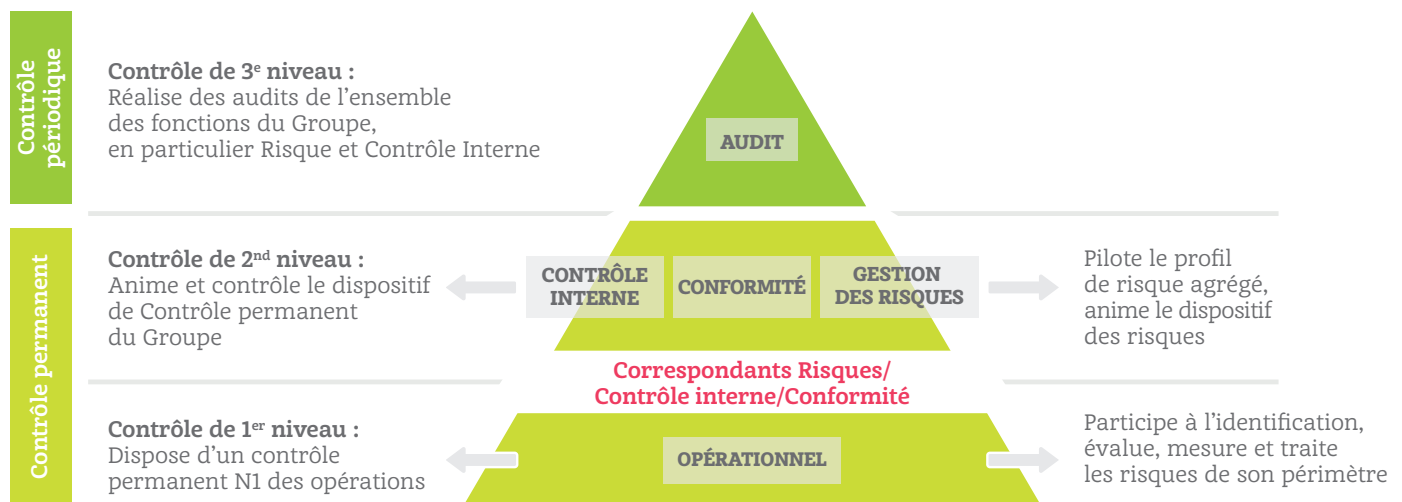 Contrôle
périodique
Contrôle de 3e niveau :
Réalise des audits de l’ensemble
des fonctions du Groupe,
en particulier Risque et Contrôle Interne
AUDIT
Contrôle permanent
Contrôle de 2nd niveau :
Anime et contrôle le dispositif
de Contrôle permanent
du Groupe
CONTRÔLE
INTERNE
CONFORMITÉ
GESTION
DES RISQUES
Pilote le profil
de risque agrégé,
anime le dispositif
des risques
Correspondants Risques/
Contrôle interne/Conformité
Contrôle de 1er niveau :
Dispose d’un contrôle
permanent N1 des opérations
OPÉRATIONNEL
Participe à l’identification,
évalue, mesure et traite
les risques de son périmètre